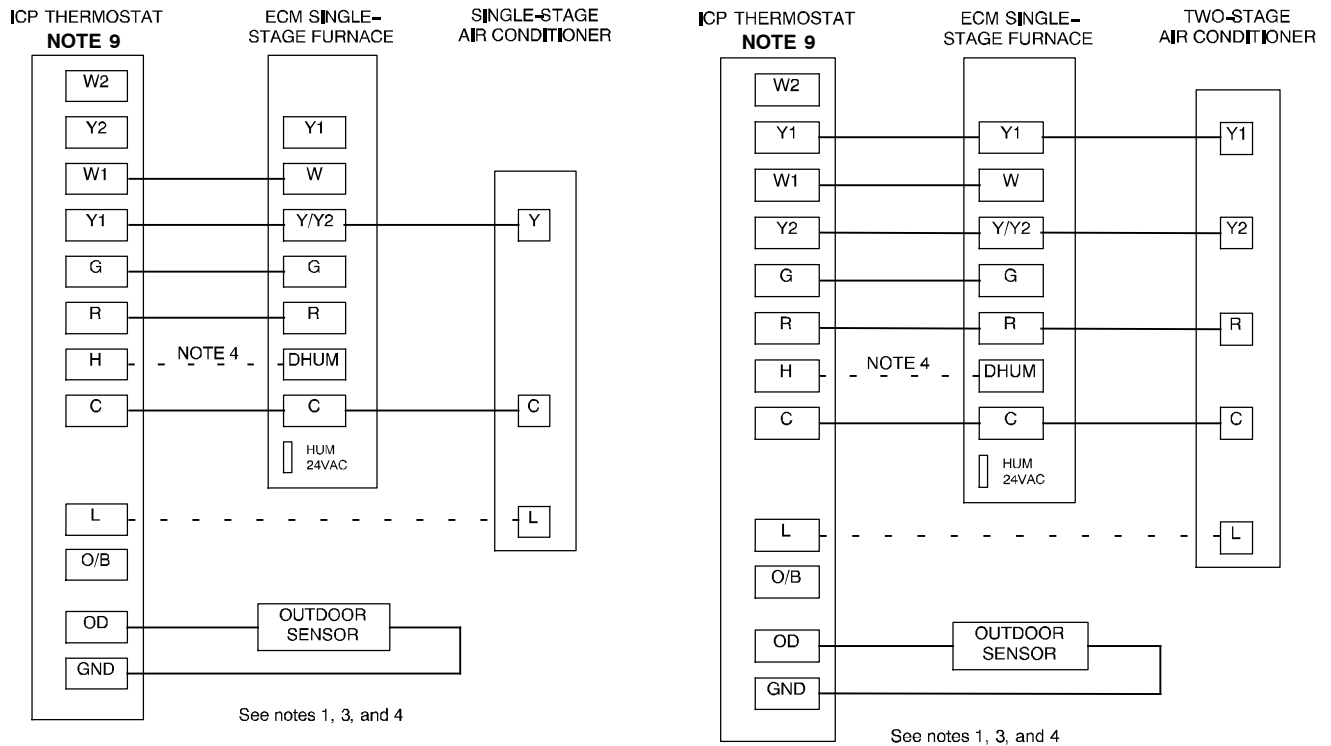 ICP THERMOSTAT
NOTE 9
ECM SINGLE-
STAGE FURNACE
SINGLE-STAGE
AIR CONDITIONER
W2
Y2 Y1
W1 W
Y1 Y/Y2 Y
G G
R R
H NOTE 4 DHUM
C C C
HUM
24VAC
L L
O/B
OD OUTDOOR
SENSOR
GND
See notes 1, 3, and 4
ICP THERMOSTAT
NOTE 9
ECM SINGLE-
STAGE FURNACE
TWO-STAGE
AIR CONDITIONER
W2
Y1 Y1 Y1
W1 W
Y2 Y/Y2 Y2
G G
R R R
H NOTE 4 DHUM
C C C
HUM
24VAC
L L
O/B
OD OUTDOOR
SENSOR
GND
See notes 1, 3, and 4